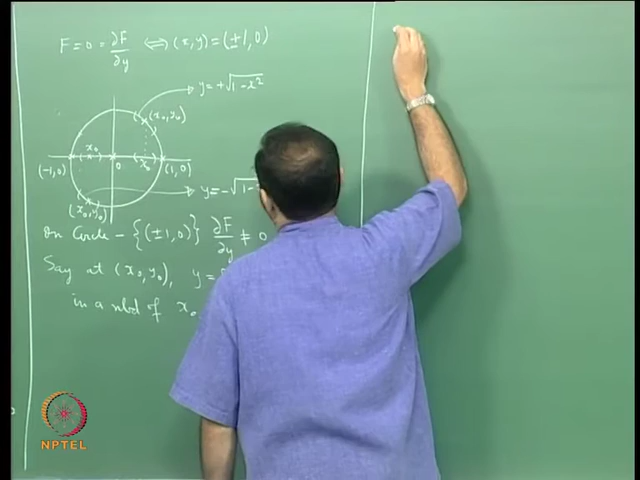 F = 0 = ∂F/∂y ⟺ (x, y) = (±1, 0)
y = +√1-x²
(x₀, y₀)
(-1, 0) x₀ 0 x₀ (1, 0)
y = -√1-
(x₀, y₀)
On Circle - {(±1, 0)} ∂F/∂y ≠ 0
Say at (x₀, y₀), y =
in a nbd of x₀
NPTEL